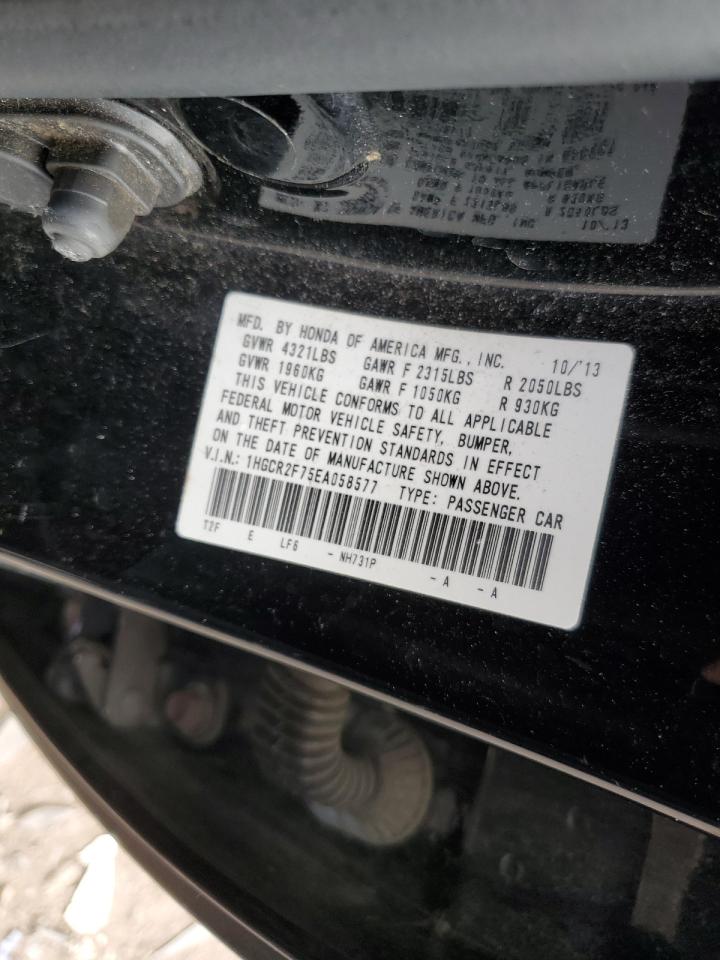 MFD. BY HONDA OF AMERICA MFG., INC. 10/'13
GVWR 4321LBS GAWR F 2315LBS R 2050LBS
GVWR 1960KG GAWR F 1050KG R 930KG
THIS VEHICLE CONFORMS TO ALL APPLICABLE
FEDERAL MOTOR VEHICLE SAFETY, BUMPER,
AND THEFT PREVENTION STANDARDS IN EFFECT
ON THE DATE OF MANUFACTURE SHOWN ABOVE.
V.I.N.: 1HGCR2F75EA058577 TYPE: PASSENGER CAR
T2F E LF6 - NH731P - A - A